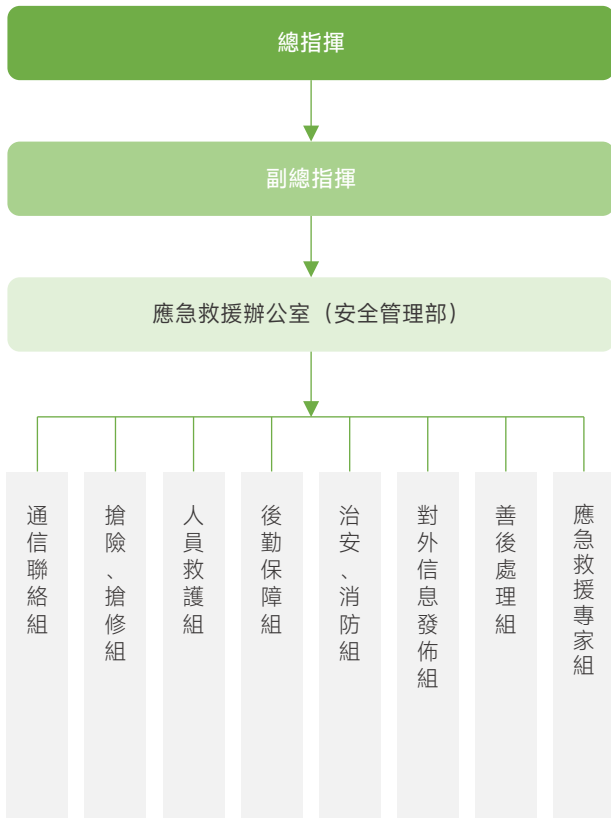 總指揮
副總指揮
應急救援辦公室（安全管理部）
通信聯絡組
搶險、搶修組
人員救護組
後勤保障組
治安、消防組
對外信息發佈組
善後處理組
應急救援專家組